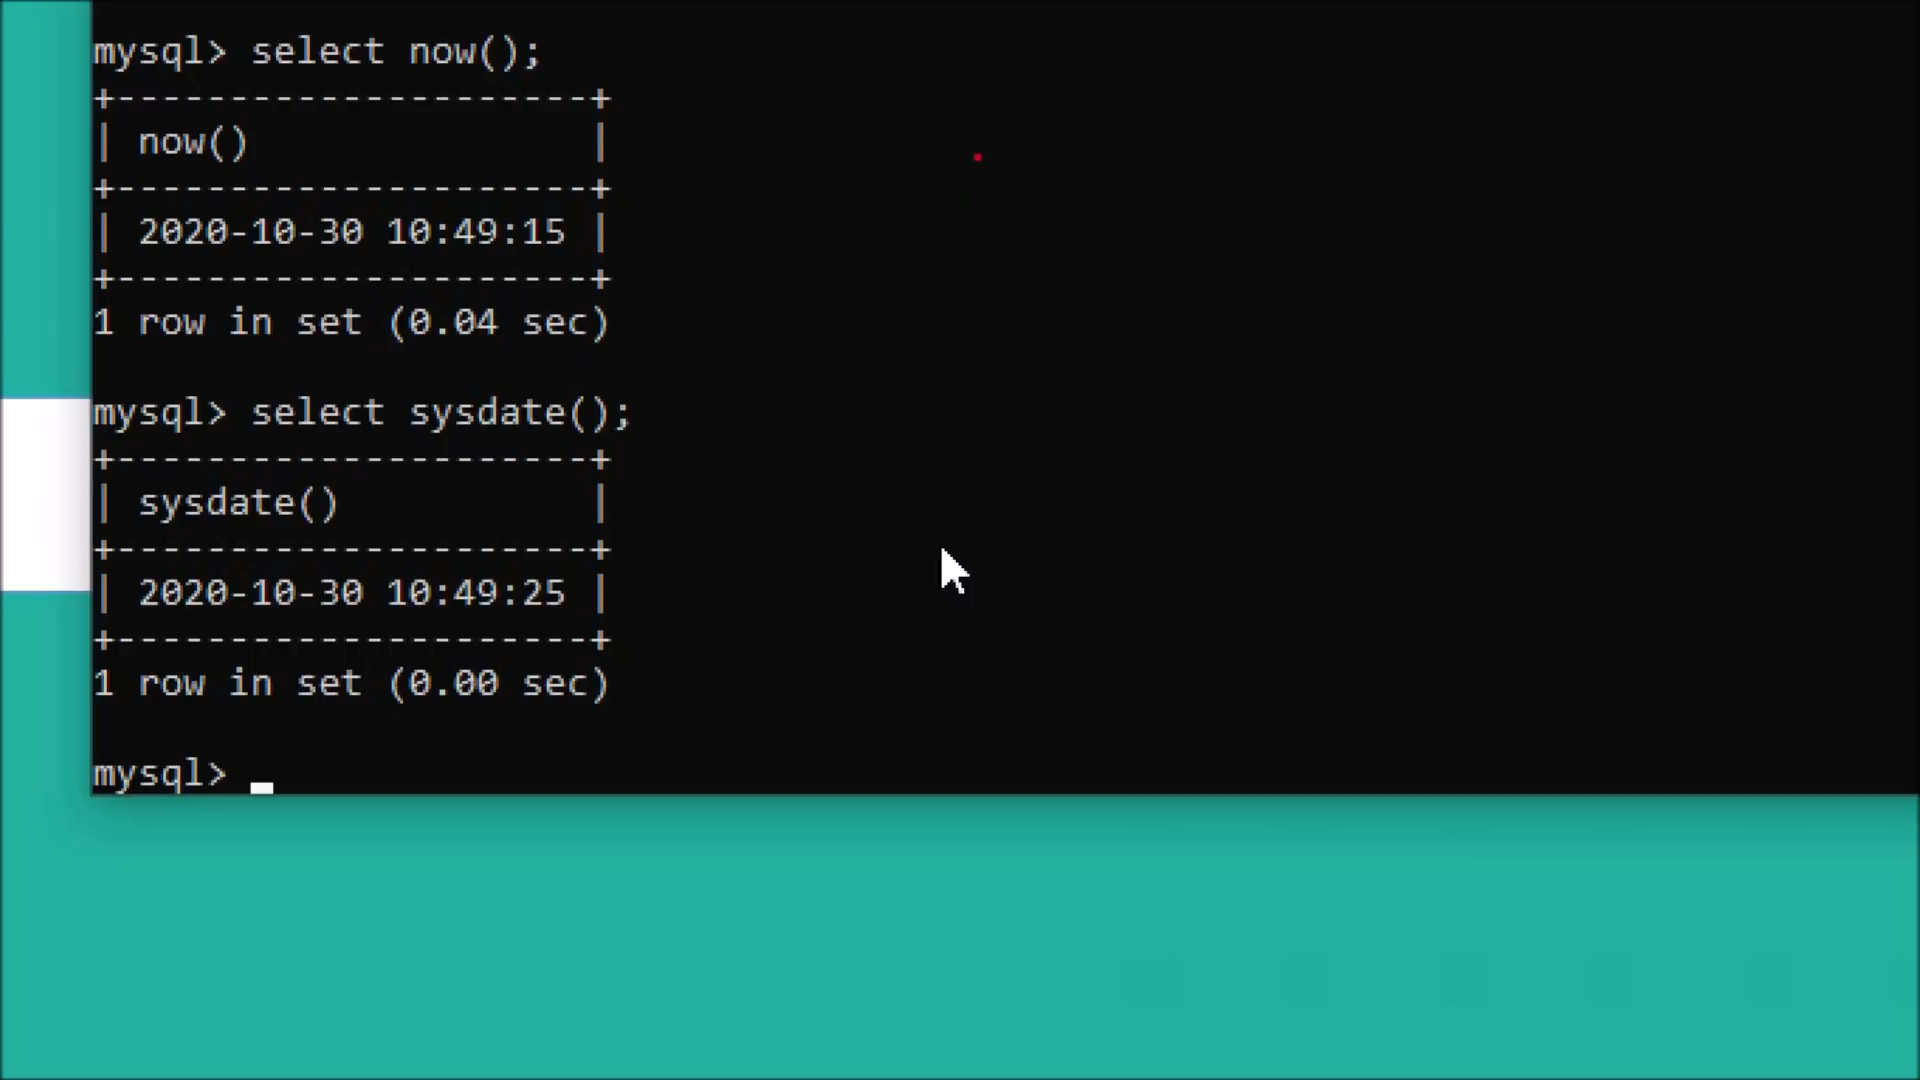 mysql> select now();
+---------------------+
| now()               |
+---------------------+
| 2020-10-30 10:49:15 |
+---------------------+
1 row in set (0.04 sec)
mysql> select sysdate();
+---------------------+
| sysdate()           |
+---------------------+
| 2020-10-30 10:49:25 |
+---------------------+
1 row in set (0.00 sec)
mysql>